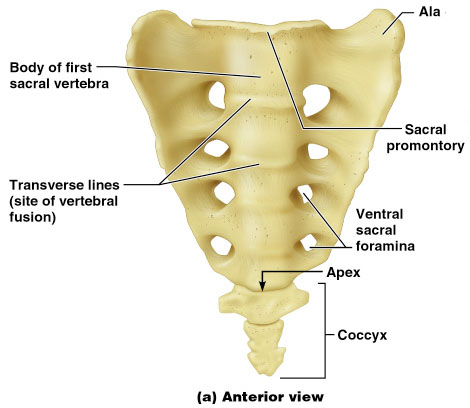 Ala
Body of first
sacral vertebra
Sacral
promontory
Transverse lines
(site of vertebral
fusion)
Ventral
sacral
foramina
Apex
Coccyx
(a) Anterior view